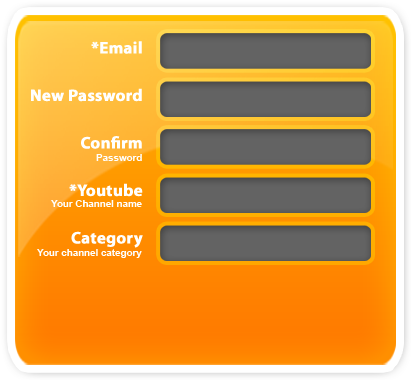 *Email
New Password
Confirm
Password
*Youtube
Your Channel name
Category
Your channel category